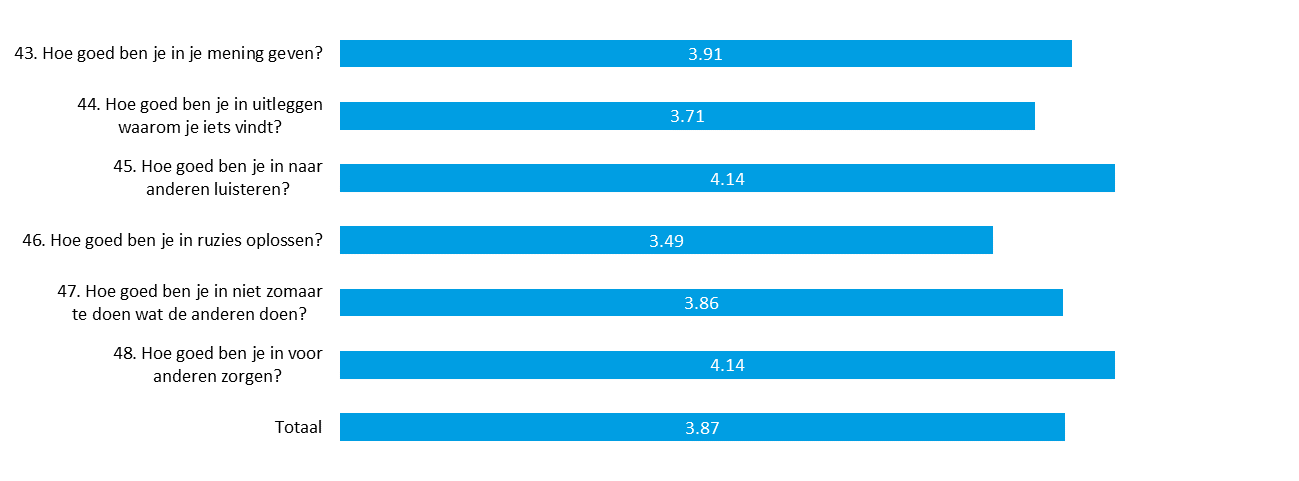 43. Hoe goed ben je in je mening geven?
3.91
44. Hoe goed ben je in uitleggen
waarom je iets vindt?
3.71
45. Hoe goed ben je in naar
anderen luisteren?
4.14
46. Hoe goed ben je in ruzies oplossen?
3.49
47. Hoe goed ben je in niet zomaar
te doen wat de anderen doen?
3.86
48. Hoe goed ben je in voor
anderen zorgen?
4.14
Totaal
3.87